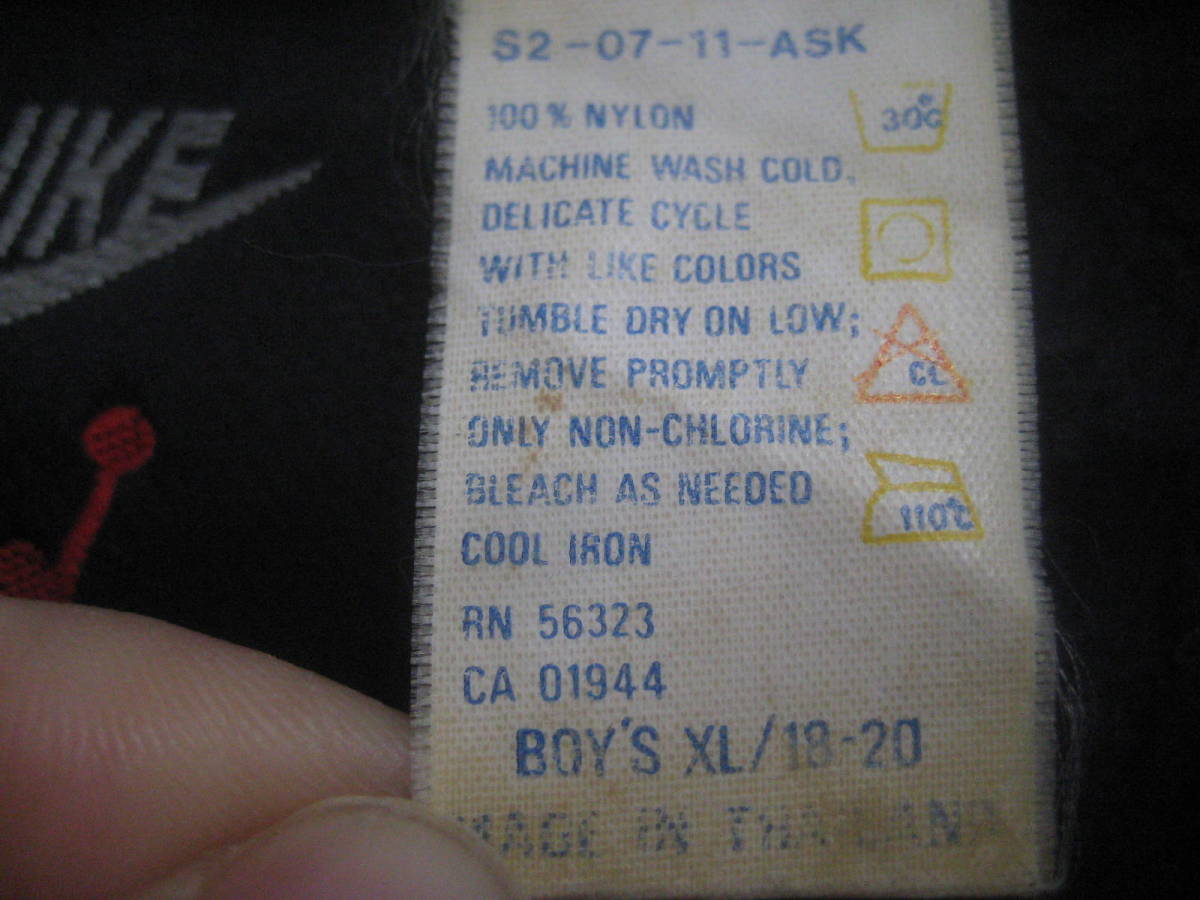 NIKE
S2-07-11-ASK
100% NYLON
30°C
MACHINE WASH COLD,
DELICATE CYCLE
WITH LIKE COLORS
TUMBLE DRY ON LOW;
REMOVE PROMPTLY
CL
ONLY NON-CHLORINE;
BLEACH AS NEEDED
110°C
COOL IRON
RN 56323
CA 01944
BOY'S XL/18-20
MADE IN THAILAND